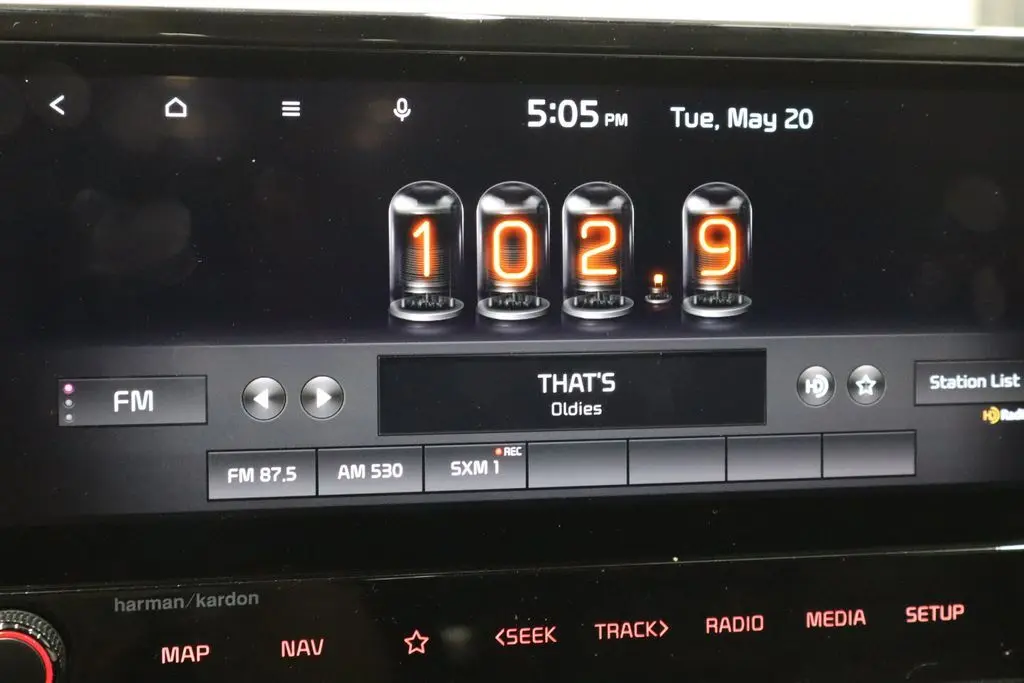 5:05 PM Tue, May 20
102.9
FM
THAT'S
Oldies
HD
Station List
FM 87.5
AM 530
SXM 1
REC
harman/kardon
MAP
NAV
<SEEK
TRACK>
RADIO
MEDIA
SETUP